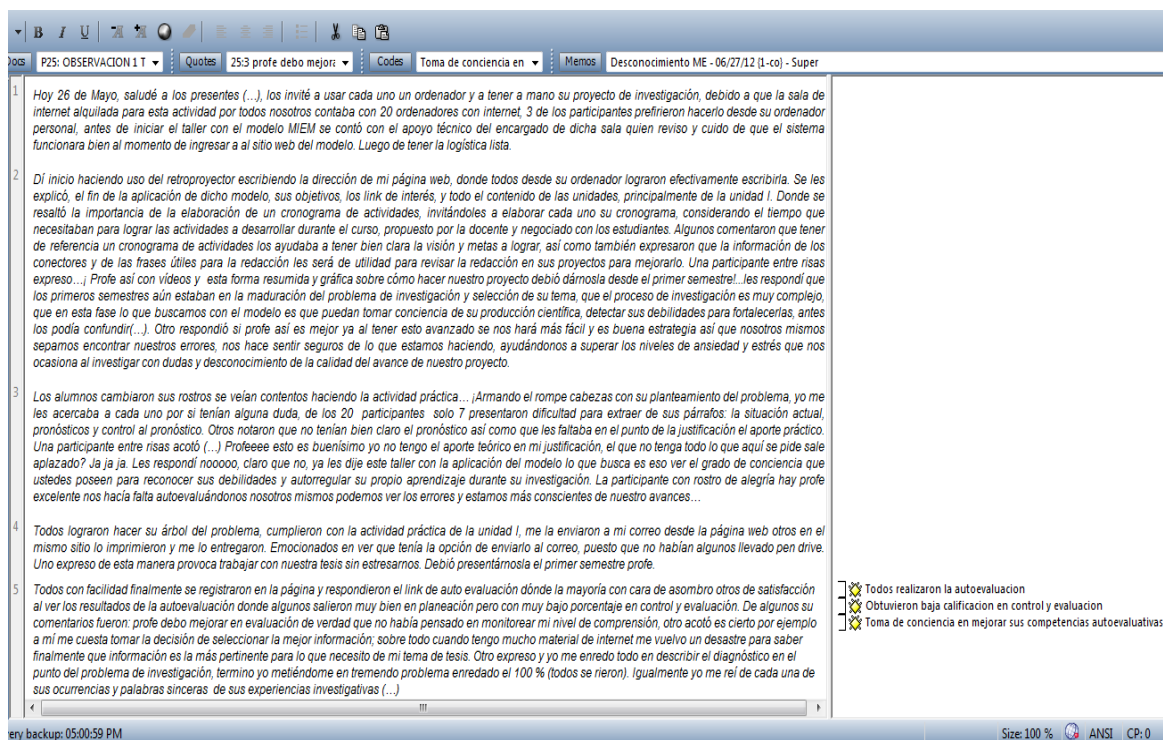 B I U A A
Docs P25: OBSERVACION 1 T Quotes 25:3 profe debo mejora Codes Toma de conciencia en Memos Desconocimiento ME - 06/27/12 {1-co} - Super
1 Hoy 26 de Mayo, saludé a los presentes (…), los invité a usar cada uno un ordenador y a tener a mano su proyecto de investigación, debido a que la sala de
internet alquilada para esta actividad por todos nosotros contaba con 20 ordenadores con internet, 3 de los participantes prefirieron hacerlo desde su ordenador
personal, antes de iniciar el taller con el modelo MIEM se contó con el apoyo técnico del encargado de dicha sala quien reviso y cuido de que el sistema
funcionara bien al momento de ingresar a al sitio web del modelo. Luego de tener la logística lista.
2 Dí inicio haciendo uso del retroproyector escribiendo la dirección de mi página web, donde todos desde su ordenador lograron efectivamente escribirla. Se les
explicó, el fin de la aplicación de dicho modelo, sus objetivos, los link de interés, y todo el contenido de las unidades, principalmente de la unidad I. Donde se
resaltó la importancia de la elaboración de un cronograma de actividades, invitándoles a elaborar cada uno su cronograma, considerando el tiempo que
necesitaban para lograr las actividades a desarrollar durante el curso, propuesto por la docente y negociado con los estudiantes. Algunos comentaron que tener
de referencia un cronograma de actividades los ayudaba a tener bien clara la visión y metas a lograr, así como también expresaron que la información de los
conectores y de las frases útiles para la redacción les será de utilidad para revisar la redacción en sus proyectos para mejorarlo. Una participante entre risas
expreso…¡ Profe así con vídeos y esta forma resumida y gráfica sobre cómo hacer nuestro proyecto debió dárnosla desde el primer semestre!...les respondí que
los primeros semestres aún estaban en la maduración del problema de investigación y selección de su tema, que el proceso de investigación es muy complejo,
que en esta fase lo que buscamos con el modelo es que puedan tomar conciencia de su producción científica, detectar sus debilidades para fortalecerlas, antes
los podía confundir(…). Otro respondió si profe así es mejor ya al tener esto avanzado se nos hará más fácil y es buena estrategia así que nosotros mismos
sepamos encontrar nuestros errores, nos hace sentir seguros de lo que estamos haciendo, ayudándonos a superar los niveles de ansiedad y estrés que nos
ocasiona al investigar con dudas y desconocimiento de la calidad del avance de nuestro proyecto.
3 Los alumnos cambiaron sus rostros se veían contentos haciendo la actividad práctica… ¡Armando el rompe cabezas con su planteamiento del problema, yo me
les acercaba a cada uno por si tenían alguna duda, de los 20 participantes solo 7 presentaron dificultad para extraer de sus párrafos: la situación actual,
pronósticos y control al pronóstico. Otros notaron que no tenían bien claro el pronóstico así como que les faltaba en el punto de la justificación el aporte práctico.
Una participante entre risas acotó (…) Profeeee esto es buenísimo yo no tengo el aporte teórico en mi justificación, el que no tenga todo lo que aquí se pide sale
aplazado? Ja ja ja. Les respondí nooooo, claro que no, ya les dije este taller con la aplicación del modelo lo que busca es eso ver el grado de conciencia que
ustedes poseen para reconocer sus debilidades y autorregular su propio aprendizaje durante su investigación. La participante con rostro de alegría hay profe
excelente nos hacía falta autoevaluándonos nosotros mismos podemos ver los errores y estamos más conscientes de nuestro avances…
4 Todos lograron hacer su árbol del problema, cumplieron con la actividad práctica de la unidad I, me la enviaron a mi correo desde la página web otros en el
mismo sitio lo imprimieron y me lo entregaron. Emocionados en ver que tenía la opción de enviarlo al correo, puesto que no habían algunos llevado pen drive.
Uno expreso de esta manera provoca trabajar con nuestra tesis sin estresarnos. Debió presentárnosla el primer semestre profe.
5 Todos con facilidad finalmente se registraron en la página y respondieron el link de auto evaluación dónde la mayoría con cara de asombro otros de satisfacción
al ver los resultados de la autoevaluación donde algunos salieron muy bien en planeación pero con muy bajo porcentaje en control y evaluación. De algunos su
comentarios fueron: profe debo mejorar en evaluación de verdad que no había pensado en monitorear mi nivel de comprensión, otro acotó es cierto por ejemplo
a mí me cuesta tomar la decisión de seleccionar la mejor información; sobre todo cuando tengo mucho material de internet me vuelvo un desastre para saber
finalmente que información es la más pertinente para lo que necesito de mi tema de tesis. Otro expreso y yo me enredo todo en describir el diagnóstico en el
punto del problema de investigación, termino yo metiéndome en tremendo problema enredado el 100 % (todos se rieron). Igualmente yo me reí de cada una de
sus ocurrencias y palabras sinceras de sus experiencias investigativas (…)
Todos realizaron la autoevaluacion
Obtuvieron baja calificacion en control y evaluacion
Toma de conciencia en mejorar sus competencias autoevaluativas
ery backup: 05:00:59 PM Size: 100 % ANSI CP: 0